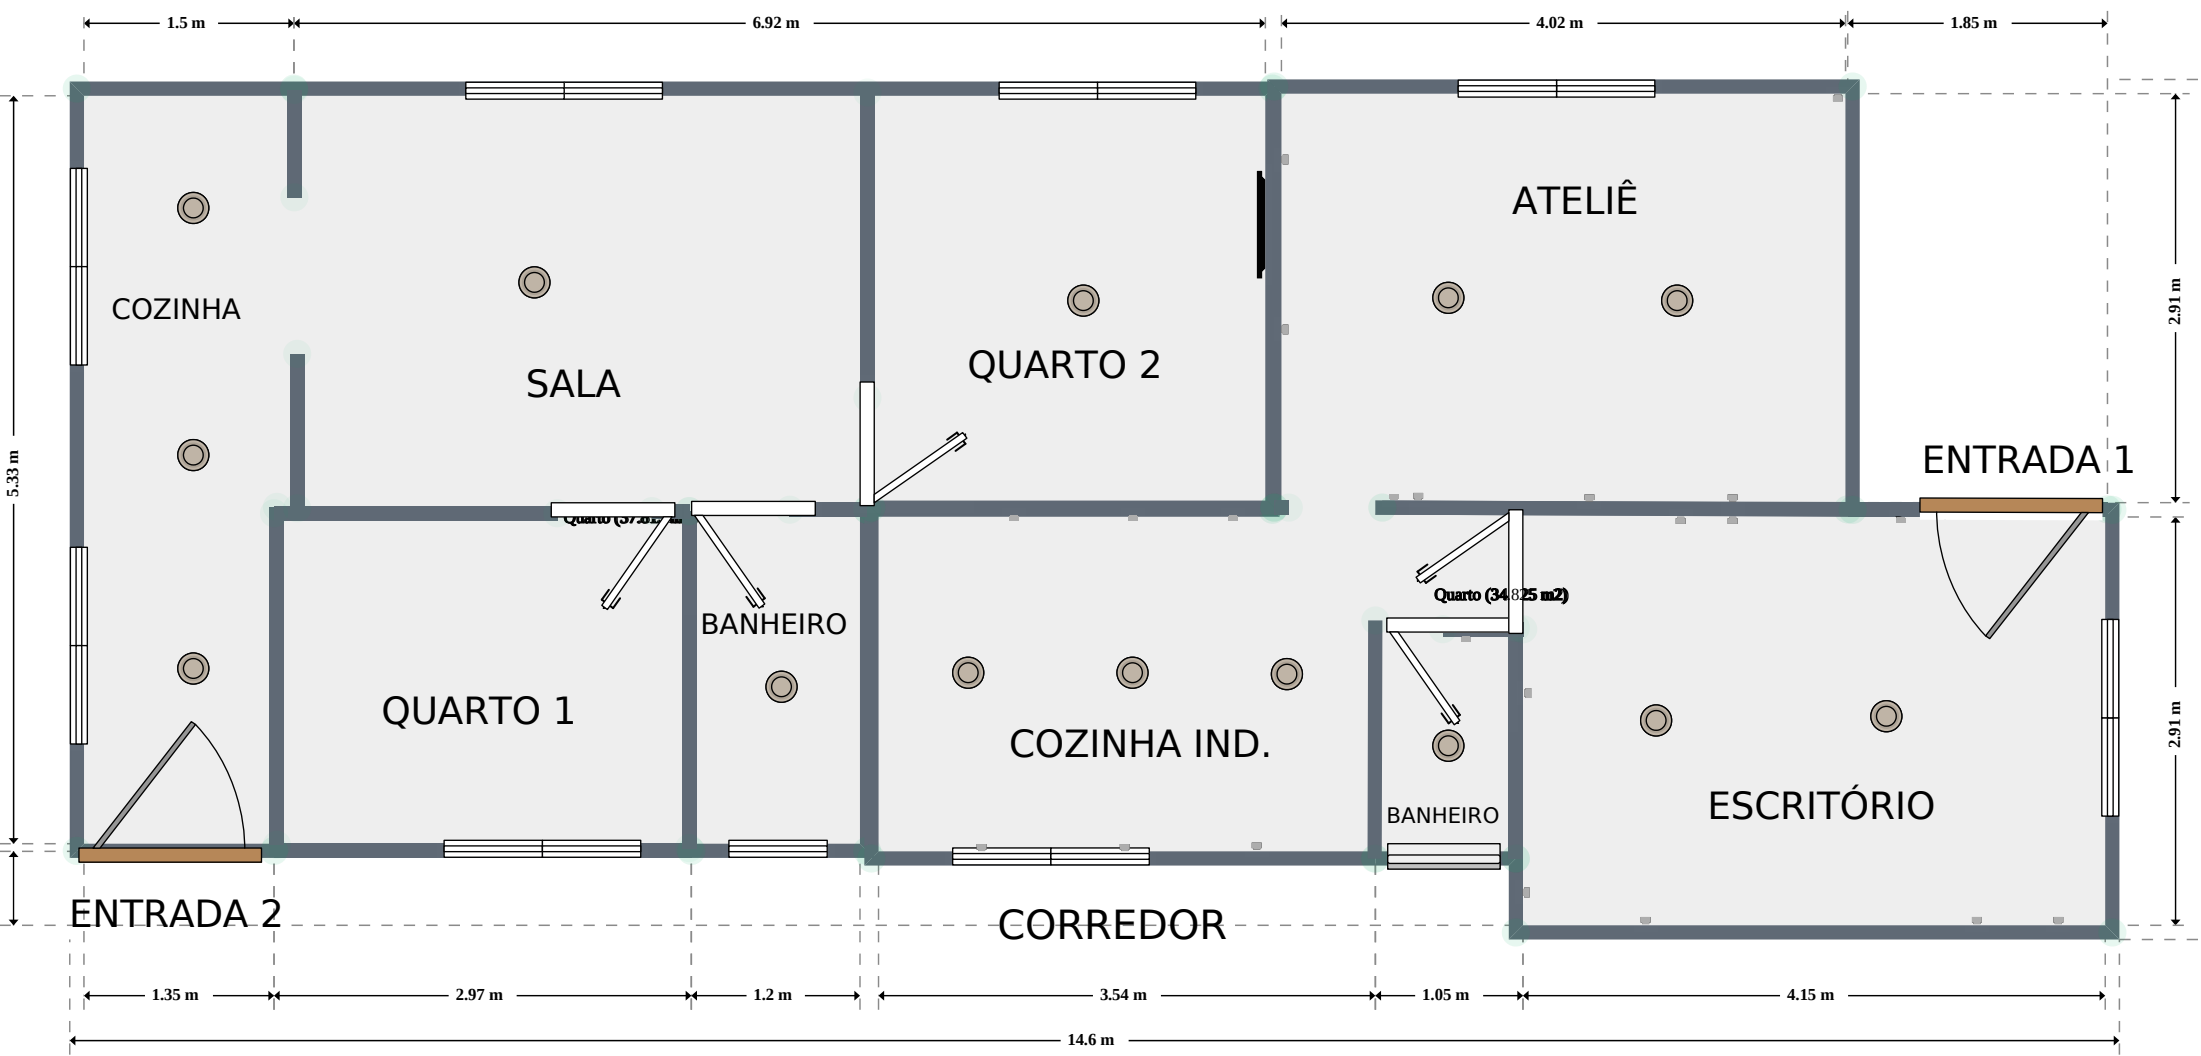 1.5 m
6.92 m
4.02 m
1.85 m
ATELIÊ
COZINHA
2.91 m
QUARTO 2
SALA
ENTRADA 1
5.33 m
Quarto
Quarto (34.825 m2)
BANHEIRO
QUARTO 1
COZINHA IND.
2.91 m
ESCRITÓRIO
BANHEIRO
ENTRADA 2
CORREDOR
1.35 m
2.97 m
1.2 m
3.54 m
1.05 m
4.15 m
14.6 m